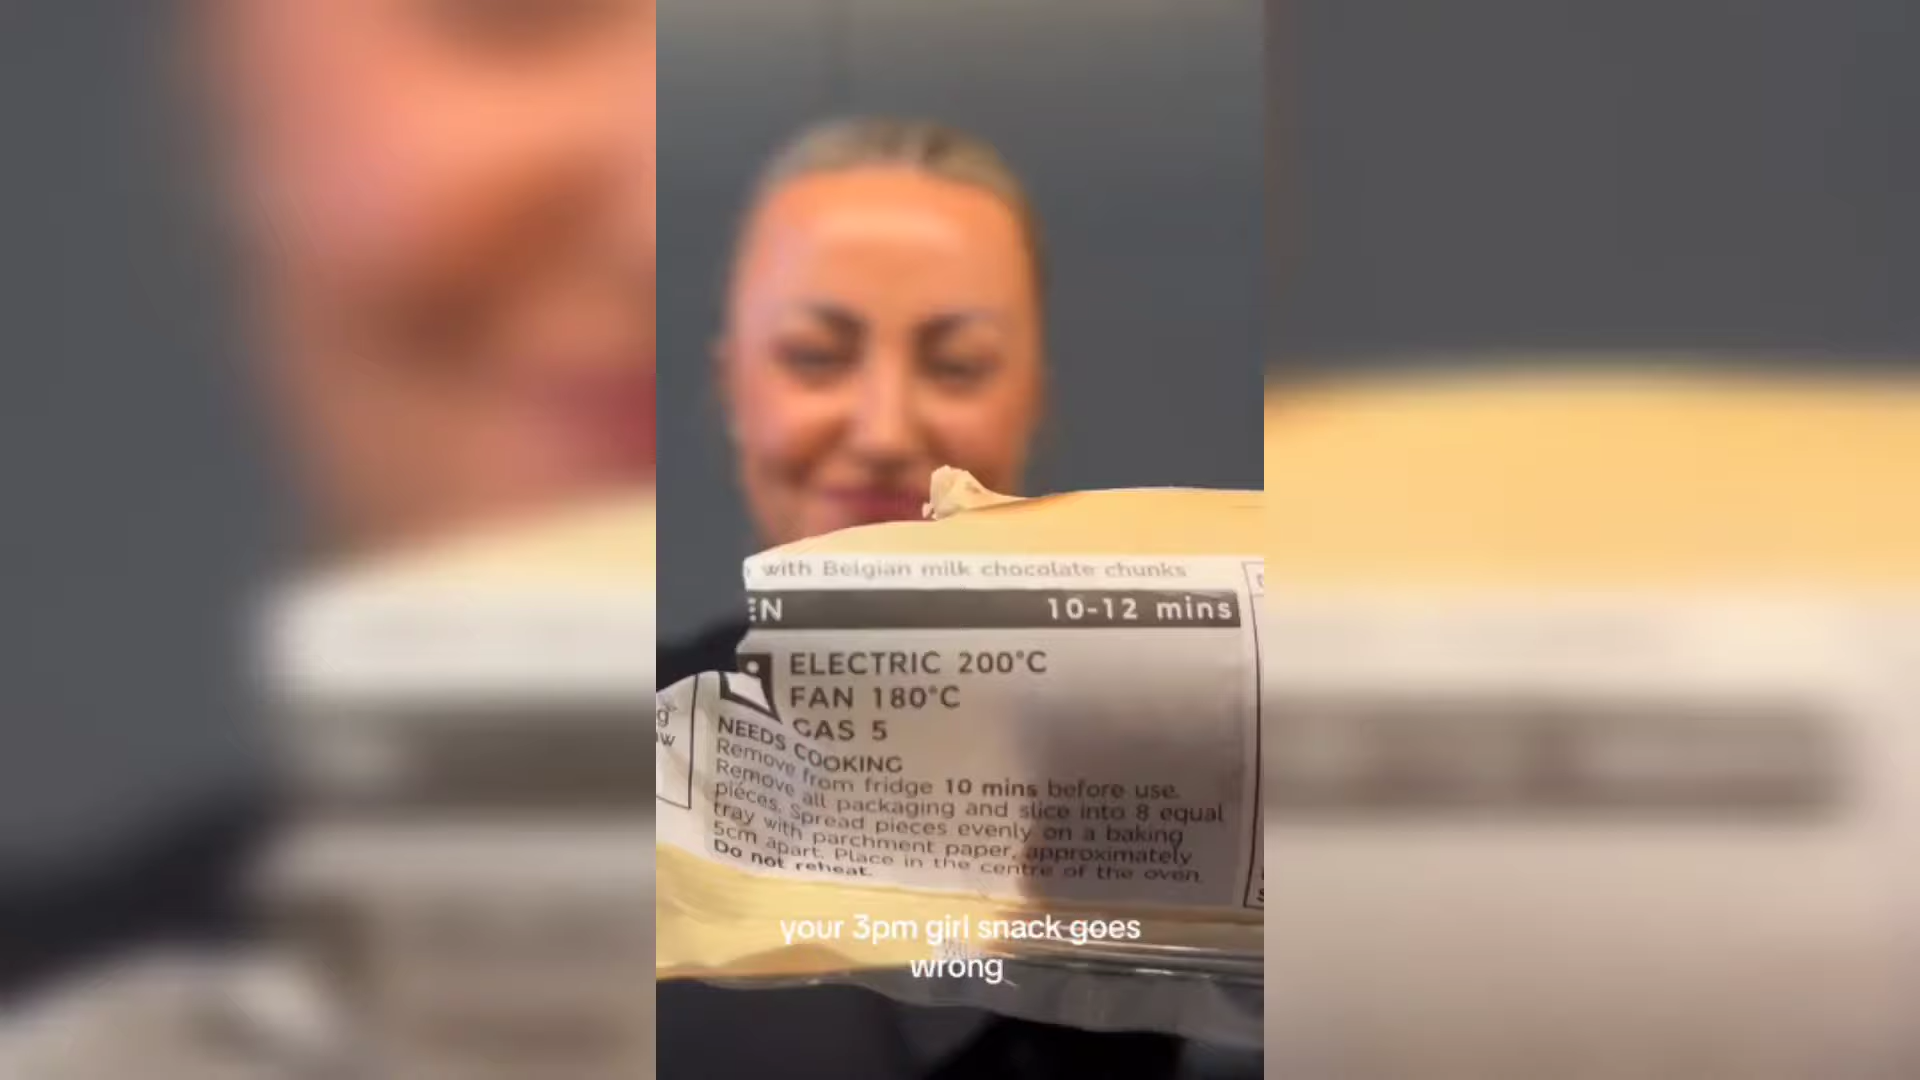 with Belgian milk chocolate chunks
EN 10-12 mins
ELECTRIC 200°C
FAN 180°C
GAS 5
NEEDS COOKING
Remove from fridge 10 mins before use.
Remove all packaging and slice into 8 equal
pieces. Spread pieces evenly on a baking
tray with parchment paper, approximately
5cm apart. Place in the centre of the oven.
Do not reheat.
your 3pm girl snack goes
wrong